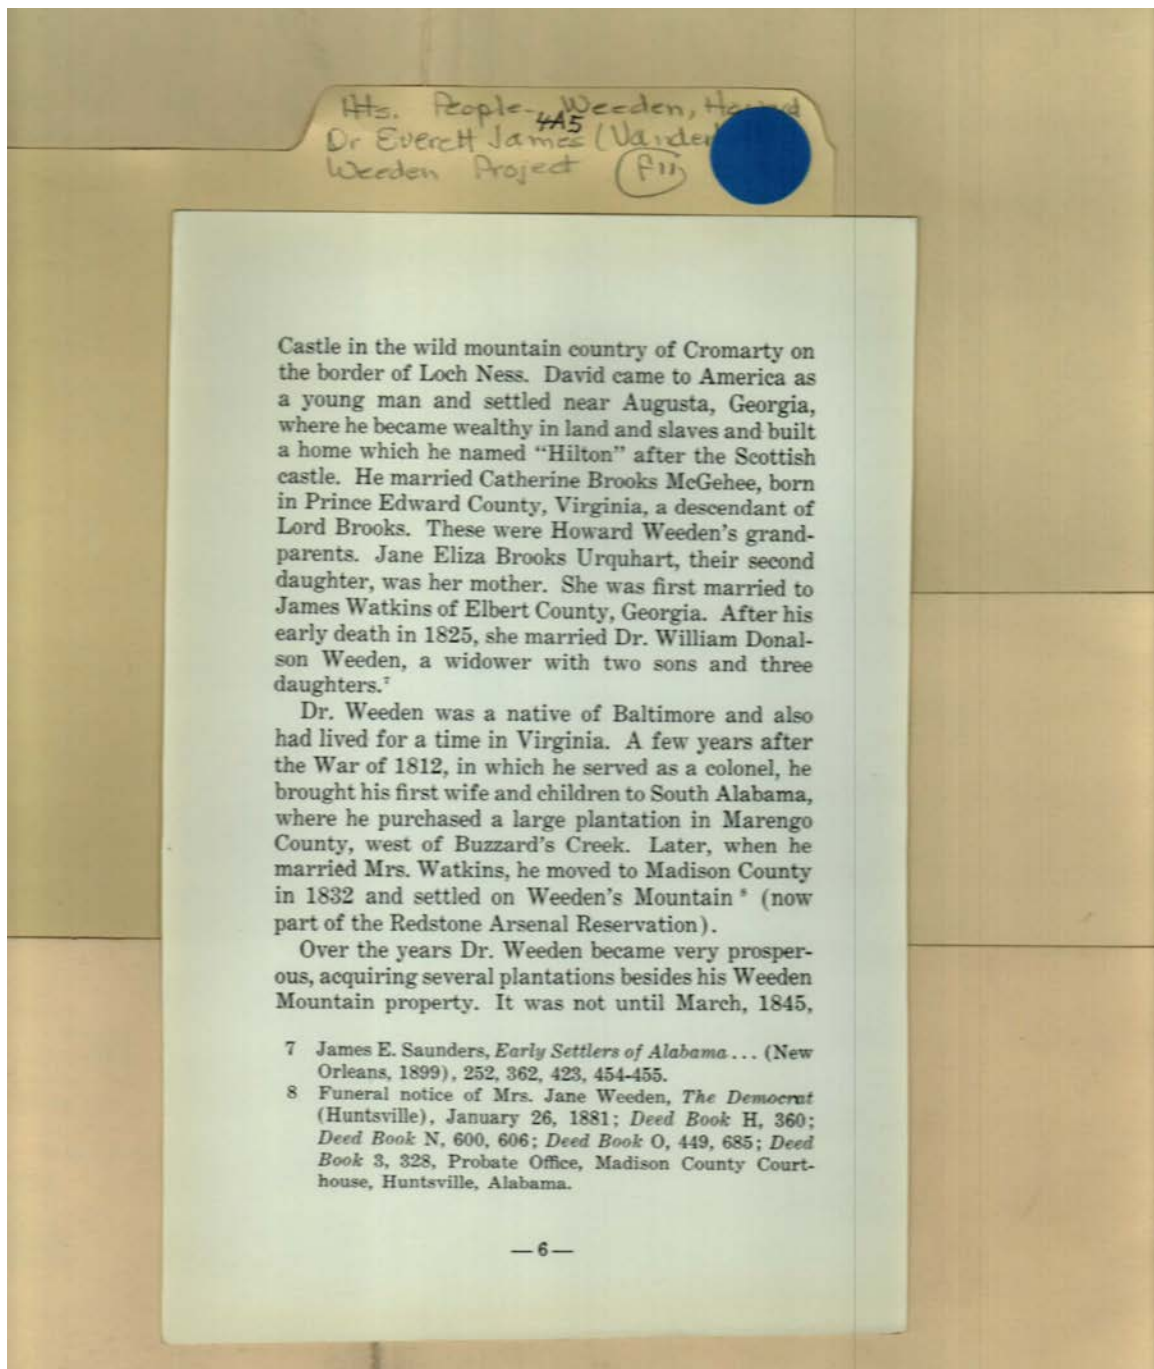 People - Weeden,
4A5
Dr Everett James
Weeden Project
Castle in the wild mountain country of Cromarty on
the border of Loch Ness. David came to America as
a young man and settled near Augusta, Georgia,
where he became wealthy in land and slaves and built
a home which he named “Hilton” after the Scottish
castle. He married Catherine Brooks McGehee, born
in Prince Edward County, Virginia, a descendant of
Lord Brooks. These were Howard Weeden's grand-
parents. Jane Eliza Brooks Urquhart, their second
daughter, was her mother. She was first married to
James Watkins of Elbert County, Georgia. After his
early death in 1825, she married Dr. William Donal-
son Weeden, a widower with two sons and three
daughters.⁷
Dr. Weeden was a native of Baltimore and also
had lived for a time in Virginia. A few years after
the War of 1812, in which he served as a colonel, he
brought his first wife and children to South Alabama,
where he purchased a large plantation in Marengo
County, west of Buzzard's Creek. Later, when he
married Mrs. Watkins, he moved to Madison County
in 1832 and settled on Weeden's Mountain ⁸ (now
part of the Redstone Arsenal Reservation).
Over the years Dr. Weeden became very prosper-
ous, acquiring several plantations besides his Weeden
Mountain property. It was not until March, 1845,
7 James E. Saunders, Early Settlers of Alabama... (New
Orleans, 1899), 252, 362, 423, 454-455.
8 Funeral notice of Mrs. Jane Weeden, The Democrat
(Huntsville), January 26, 1881; Deed Book H, 360;
Deed Book N, 600, 606; Deed Book O, 449, 685; Deed
Book 3, 328, Probate Office, Madison County Court-
house, Huntsville, Alabama.
— 6 —